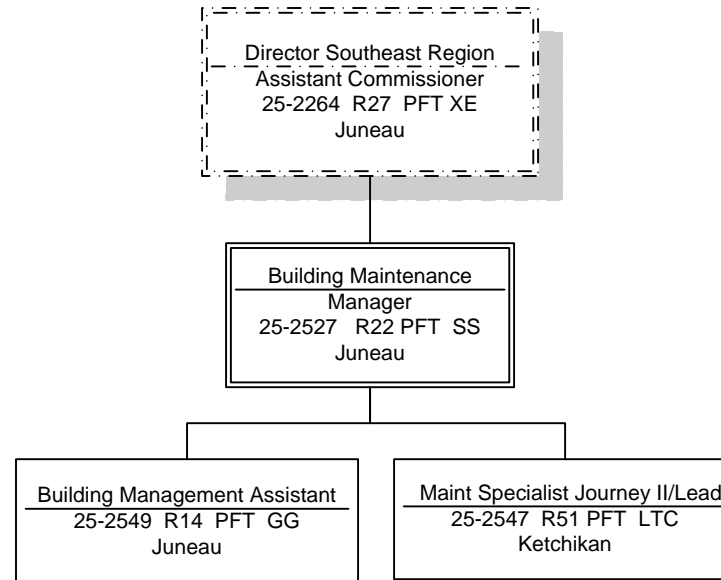 Director Southeast Region
Assistant Commissioner
25-2264 R27 PFT XE
Juneau
Building Maintenance
Manager
25-2527 R22 PFT SS
Juneau
Building Management Assistant
25-2549 R14 PFT GG
Juneau
Maint Specialist Journey II/Lead
25-2547 R51 PFT LTC
Ketchikan